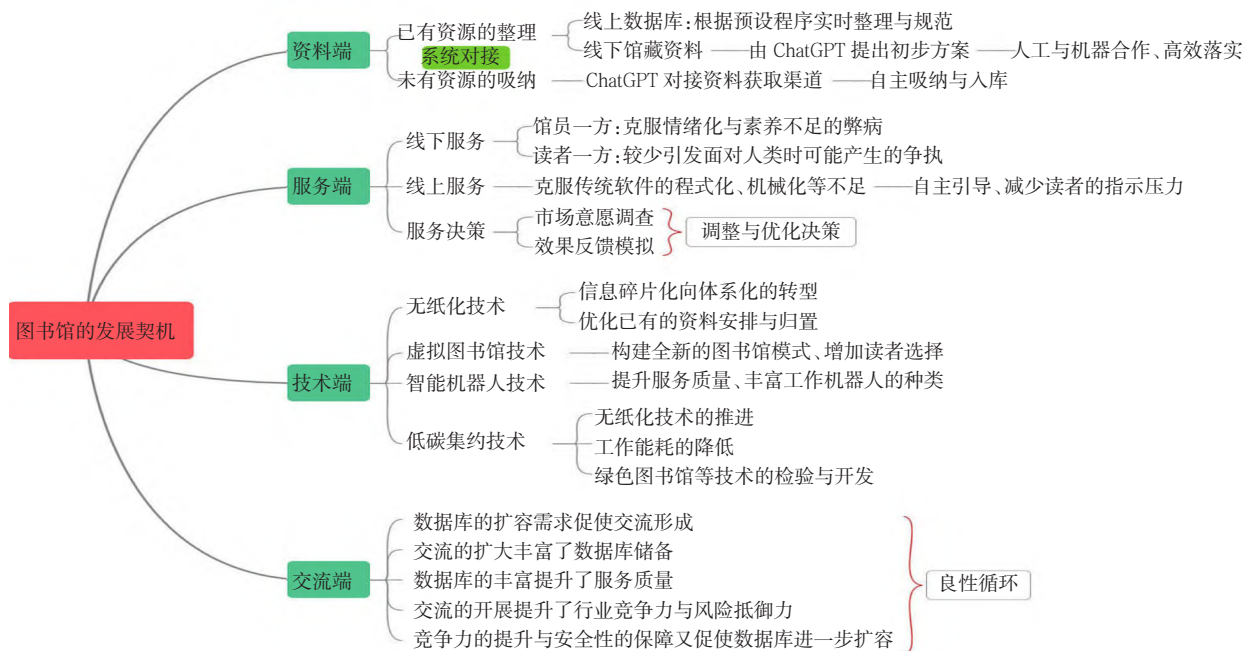 图书馆的发展契机
资料端
已有资源的整理
线上数据库：根据预设程序实时整理与规范
线下馆藏资料
由 ChatGPT 提出初步方案
人工与机器合作、高效落实
系统对接
未有资源的吸纳
ChatGPT 对接资料获取渠道
自主吸纳与入库
服务端
线下服务
馆员一方：克服情绪化与素养不足的弊病
读者一方：较少引发面对人类时可能产生的争执
线上服务
克服传统软件的程式化、机械化等不足
自主引导、减少读者的指示压力
服务决策
市场意愿调查
效果反馈模拟
调整与优化决策
技术端
无纸化技术
信息碎片化向体系化的转型
优化已有的资料安排与归置
虚拟图书馆技术
构建全新的图书馆模式、增加读者选择
智能机器人技术
提升服务质量、丰富工作机器人的种类
低碳集约技术
无纸化技术的推进
工作能耗的降低
绿色图书馆等技术的检验与开发
交流端
数据库的扩容需求促使交流形成
交流的扩大丰富了数据库储备
数据库的丰富提升了服务质量
交流的开展提升了行业竞争力与风险抵御力
竞争力的提升与安全性的保障又促使数据库进一步扩容
良性循环